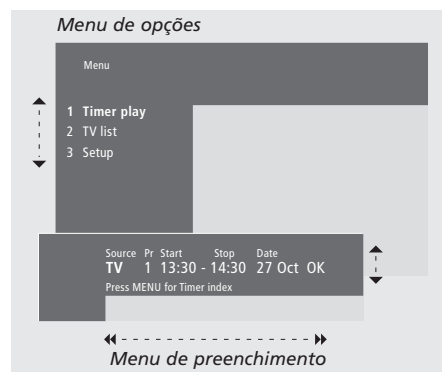 Menu de opções
Menu
1 Timer play
2 TV list
3 Setup
Source Pr Start Stop Date
TV 1 13:30 - 14:30 27 Oct OK
Press MENU for Timer index
Menu de preenchimento